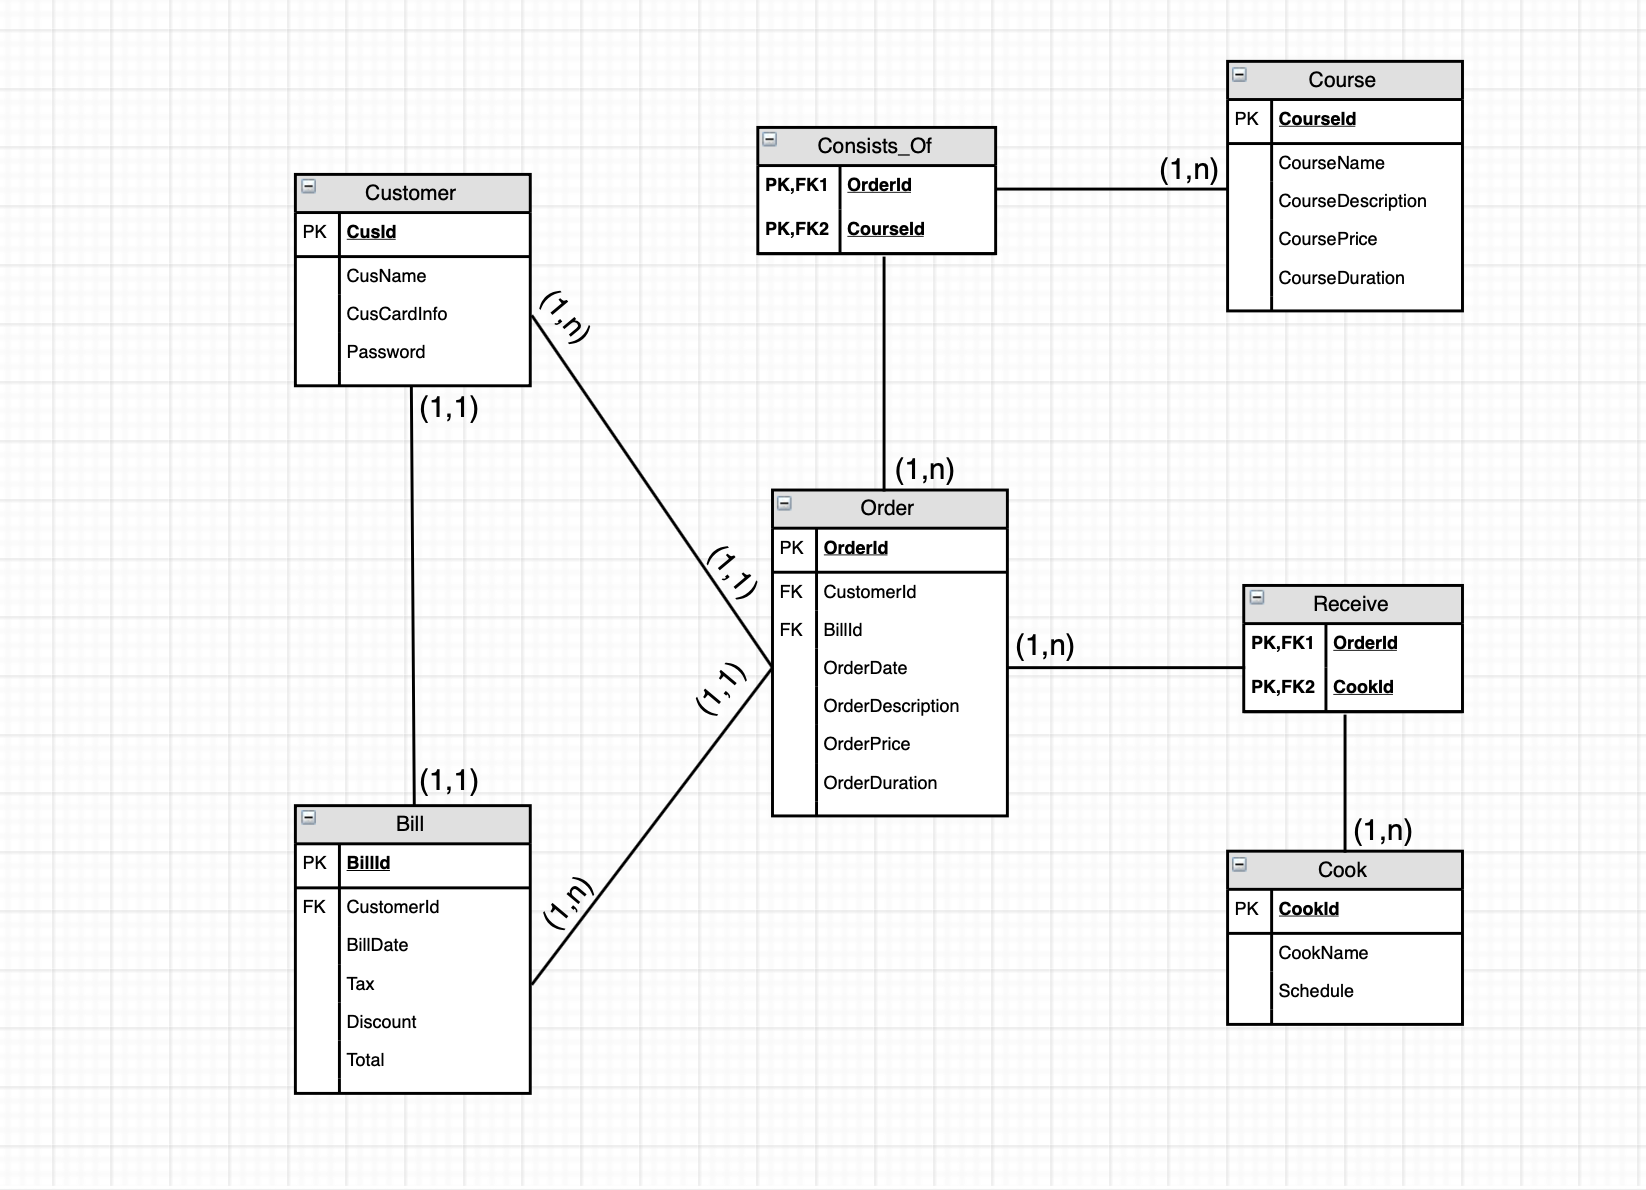 Customer
PK CusId
CusName
CusCardInfo
Password
(1,n)
(1,1)
(1,1)
(1,1)
Bill
PK BillId
FK CustomerId
BillDate
Tax
Discount
Total
(1,n)
(1,1)
Consists_Of
PK,FK1 OrderId
PK,FK2 CourseId
(1,n)
(1,n)
Course
PK CourseId
CourseName
CourseDescription
CoursePrice
CourseDuration
Order
PK OrderId
FK CustomerId
FK BillId
OrderDate
OrderDescription
OrderPrice
OrderDuration
(1,n)
Receive
PK,FK1 OrderId
PK,FK2 CookId
(1,n)
Cook
PK CookId
CookName
Schedule